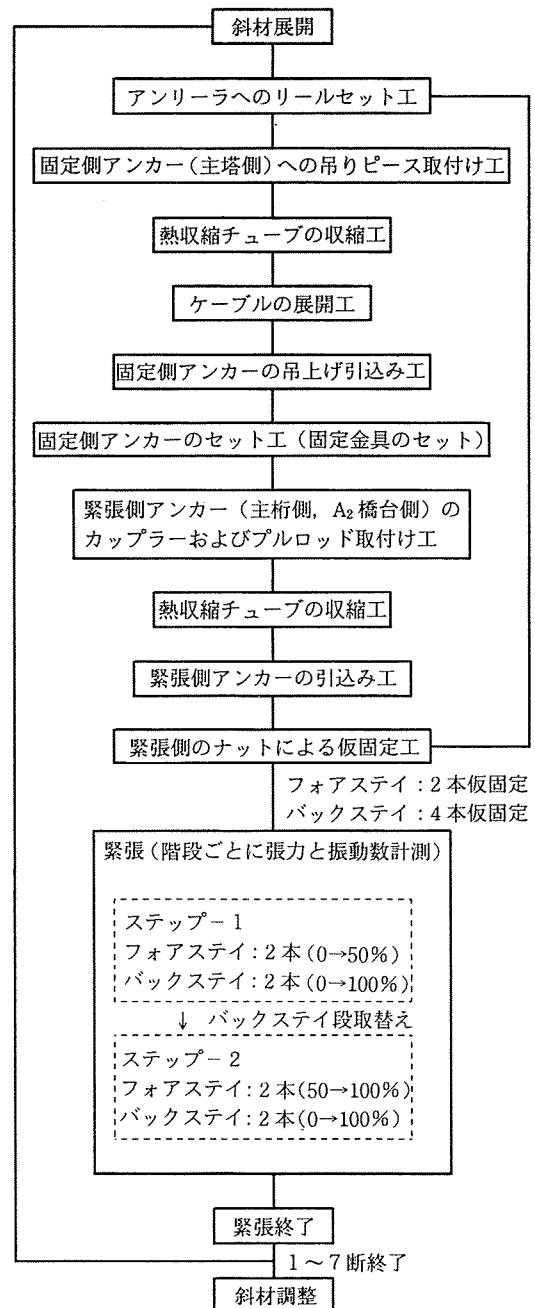 斜材展開
アンリーラへのリールセット工
固定側アンカー(主塔側)への吊りピース取付け工
熱収縮チューブの収縮工
ケーブルの展開工
固定側アンカーの吊上げ引込み工
固定側アンカーのセット工(固定金具のセット)
緊張側アンカー(主桁側,A₂橋台側)の
カップラーおよびプルロッド取付け工
熱収縮チューブの収縮工
緊張側アンカーの引込み工
緊張側のナットによる仮固定工
フォアステイ:2本仮固定
バックステイ:4本仮固定
緊張(階段ごとに張力と振動数計測)
ステップ-1
フォアステイ:2本(0→50%)
バックステイ:2本(0→100%)
↓ バックステイ段取替え
ステップ-2
フォアステイ:2本(50→100%)
バックステイ:2本(0→100%)
緊張終了
1~7断終了
斜材調整